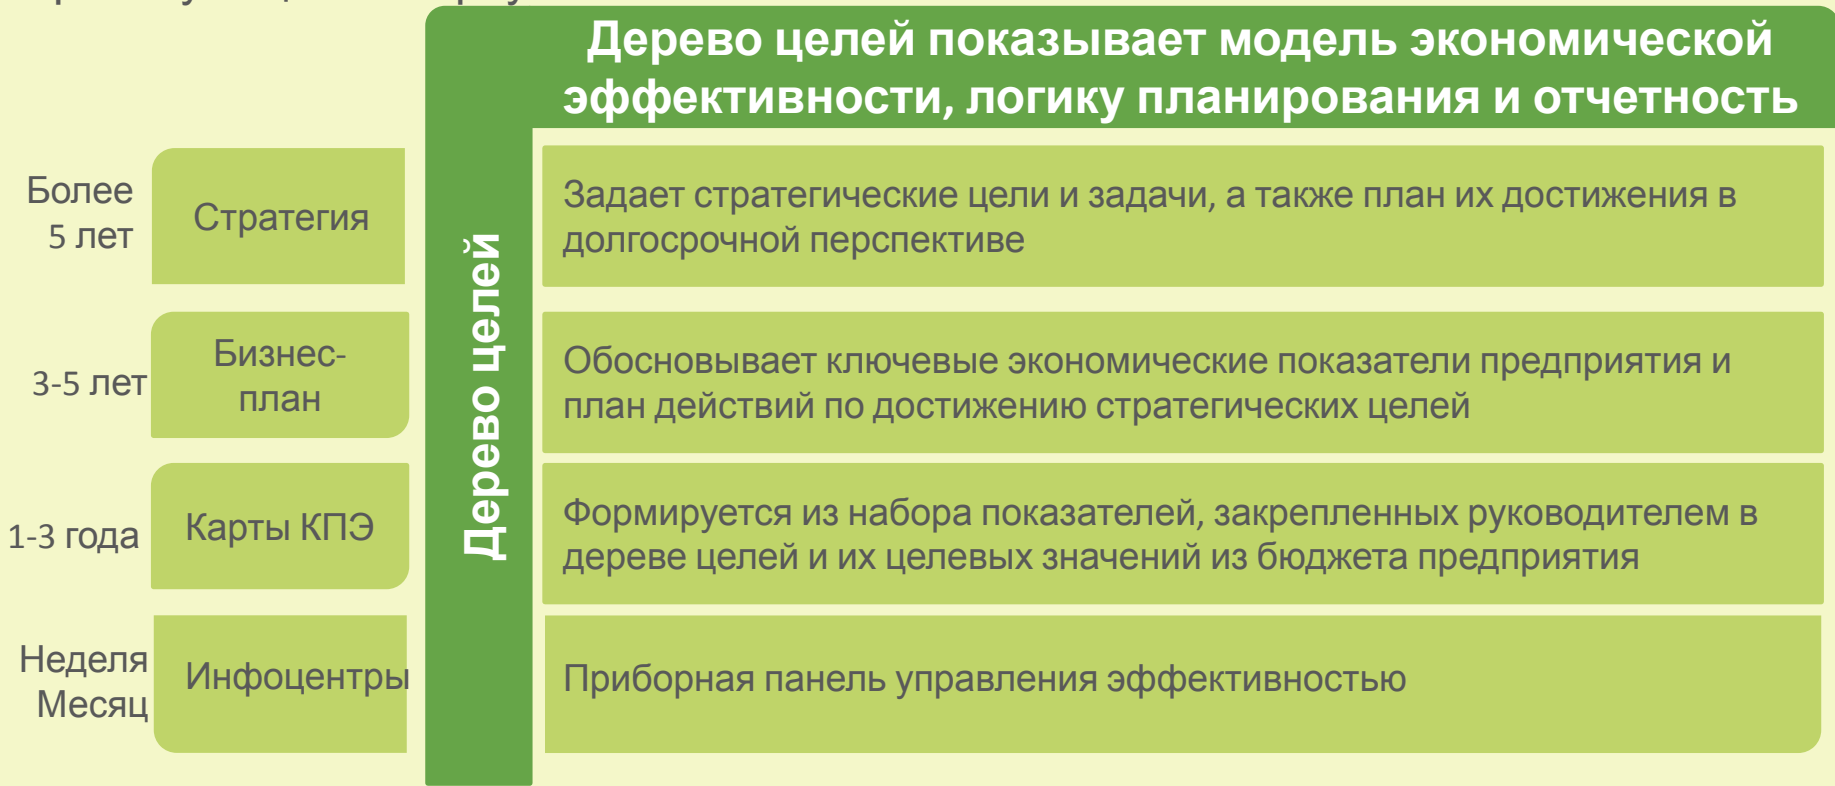 Дерево целей показывает модель экономической
эффективности, логику планирования и отчетность
Дерево целей
Более
5 лет
Стратегия
Задает стратегические цели и задачи, а также план их достижения в
долгосрочной перспективе
3-5 лет
Бизнес-
план
Обосновывает ключевые экономические показатели предприятия и
план действий по достижению стратегических целей
1-3 года
Карты КПЭ
Формируется из набора показателей, закрепленных руководителем в
дереве целей и их целевых значений из бюджета предприятия
Неделя
Месяц
Инфоцентры
Приборная панель управления эффективностью